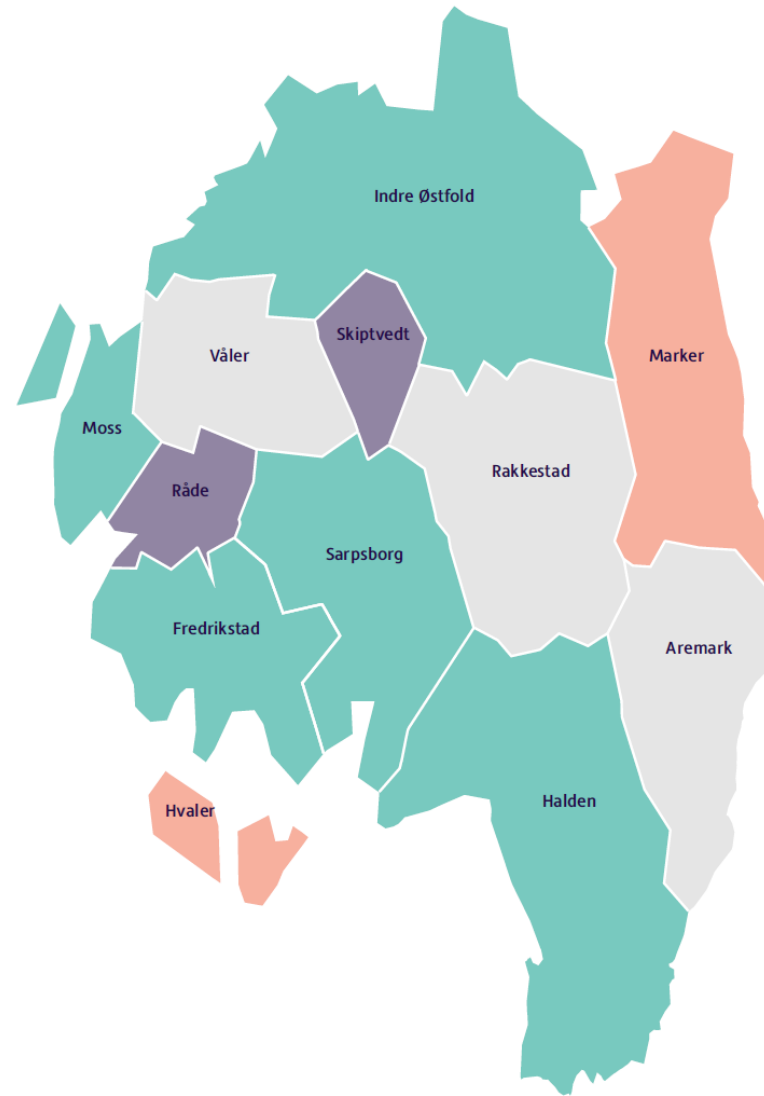 Indre Østfold
Skiptvedt
Våler
Marker
Moss
Rakkestad
Råde
Sarpsborg
Fredrikstad
Aremark
Halden
Hvaler